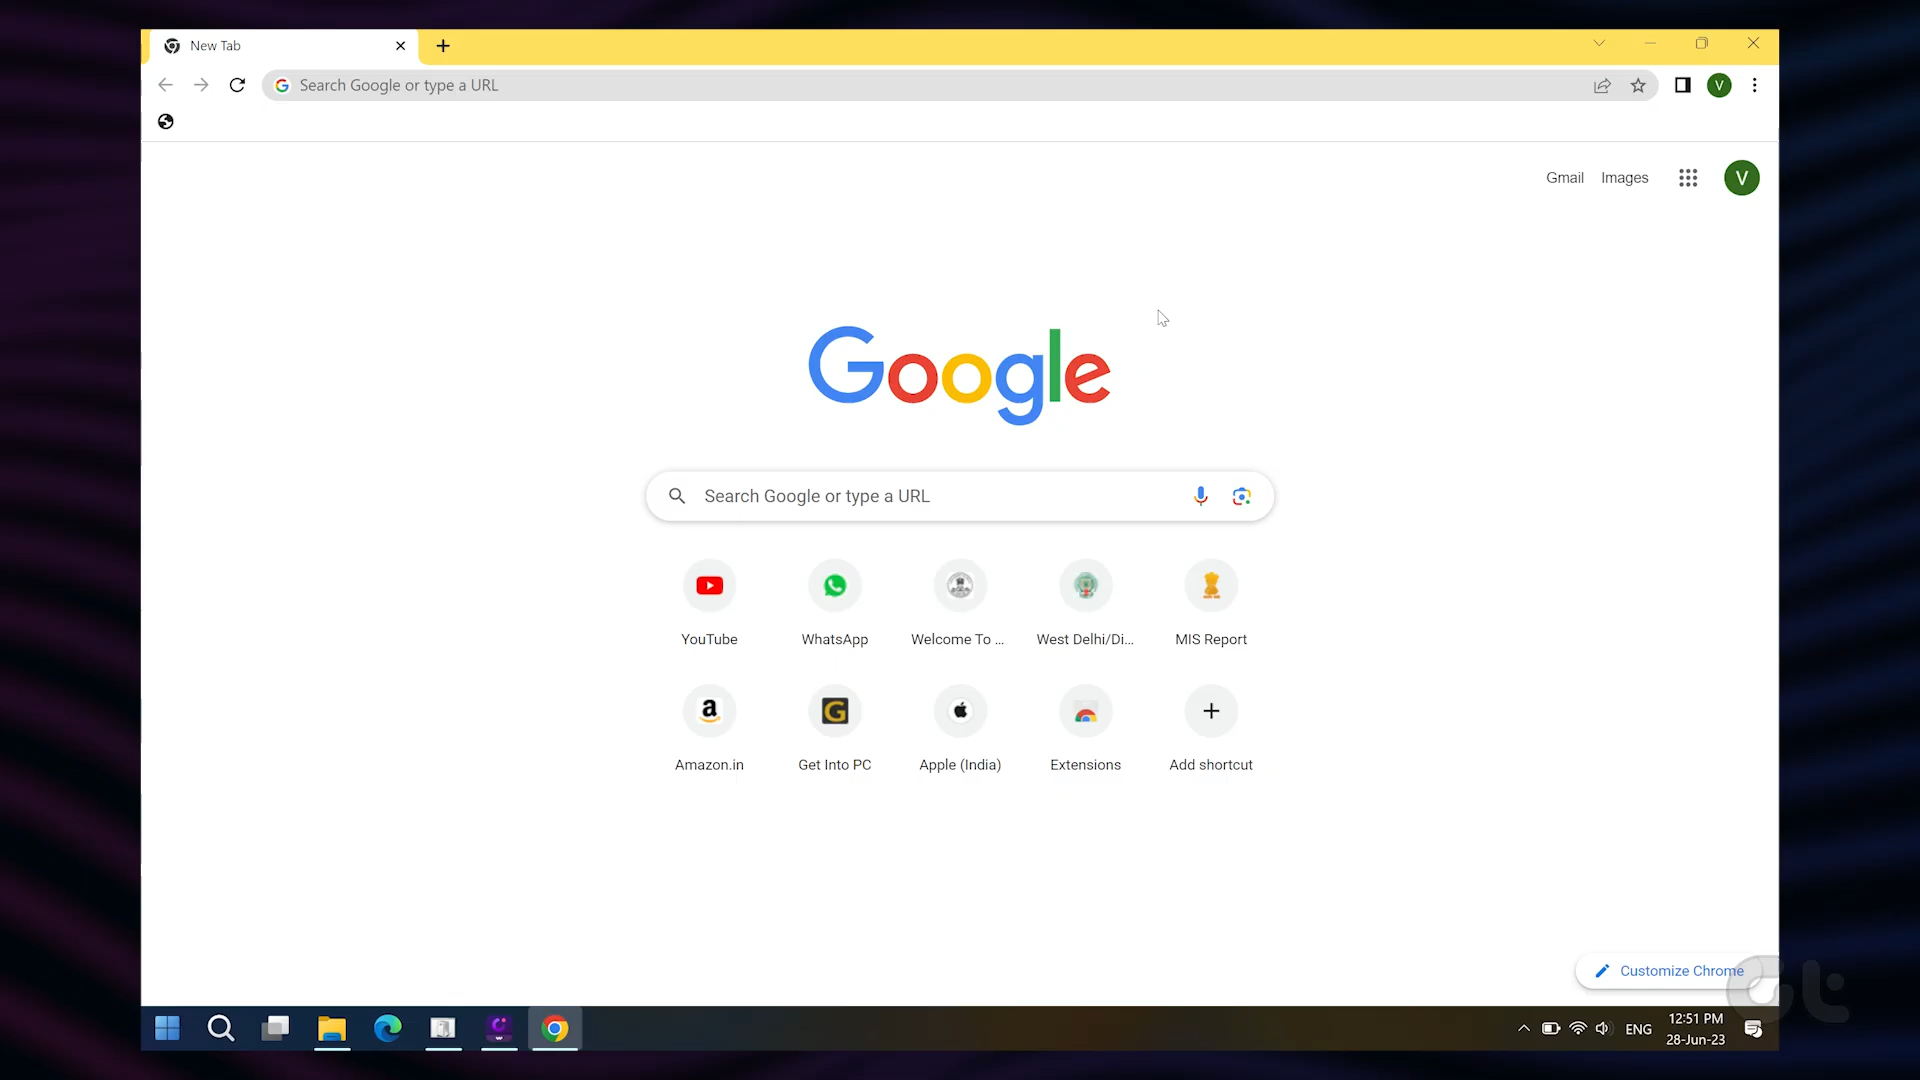 New Tab
Search Google or type a URL
V
Gmail Images
V
Google
Search Google or type a URL
YouTube WhatsApp Welcome To ... West Delhi/Di... MIS Report
a G
Amazon.in Get Into PC Apple (India) Extensions Add shortcut
Customize Chrome
Gt
ENG
12:51 PM
28-Jun-23